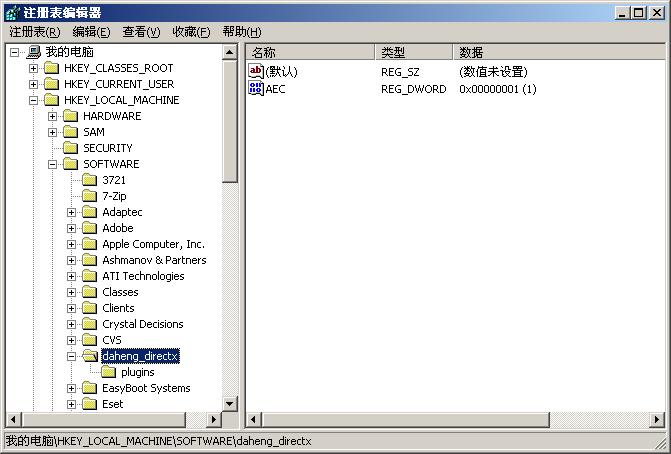 注册表编辑器
注册表(R) 编辑(E) 查看(V) 收藏(F) 帮助(H)
我的电脑
HKEY_CLASSES_ROOT
HKEY_CURRENT_USER
HKEY_LOCAL_MACHINE
HARDWARE
SAM
SECURITY
SOFTWARE
3721
7-Zip
Adaptec
Adobe
Apple Computer, Inc.
Ashmanov & Partners
ATI Technologies
Classes
Clients
Crystal Decisions
CVS
daheng_directx
plugins
EasyBoot Systems
Eset
名称 类型 数据
ab(默认) REG_SZ (数值未设置)
AEC REG_DWORD 0x00000001 (1)
我的电脑\HKEY_LOCAL_MACHINE\SOFTWARE\daheng_directx